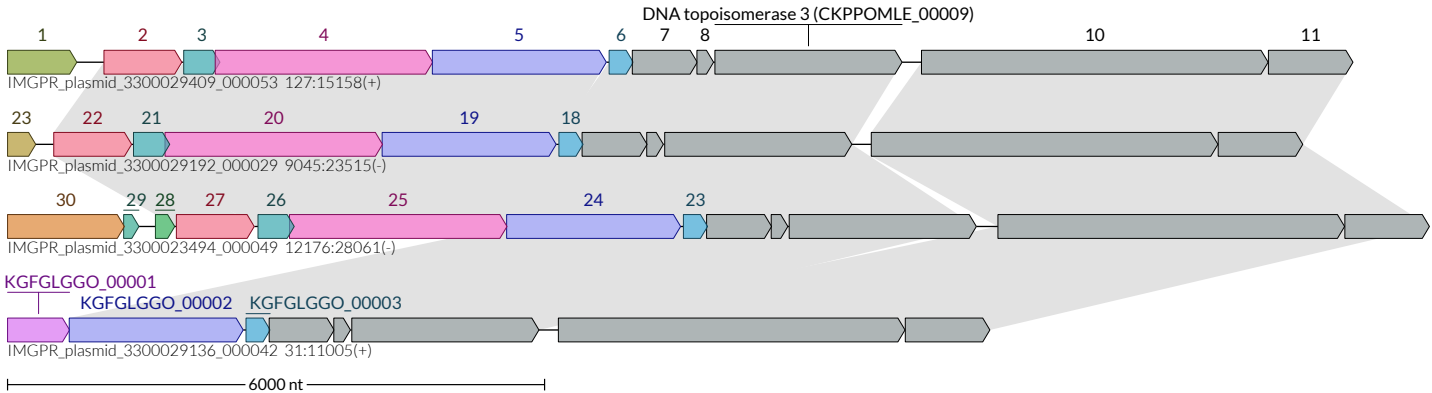 DNA topoisomerase 3 (CKPPOMLE_00009)
1 2 3 4 5 6 7 8 10 11
IMGPR_plasmid_3300029409_000053 127:15158(+)
23 22 21 20 19 18
IMGPR_plasmid_3300029192_000029 9045:23515(-)
30 29 28 27 26 25 24 23
IMGPR_plasmid_3300023494_000049 12176:28061(-)
KGFGLGGO_00001
KGFGLGGO_00002 KGFGLGGO_00003
IMGPR_plasmid_3300029136_000042 31:11005(+)
6000 nt